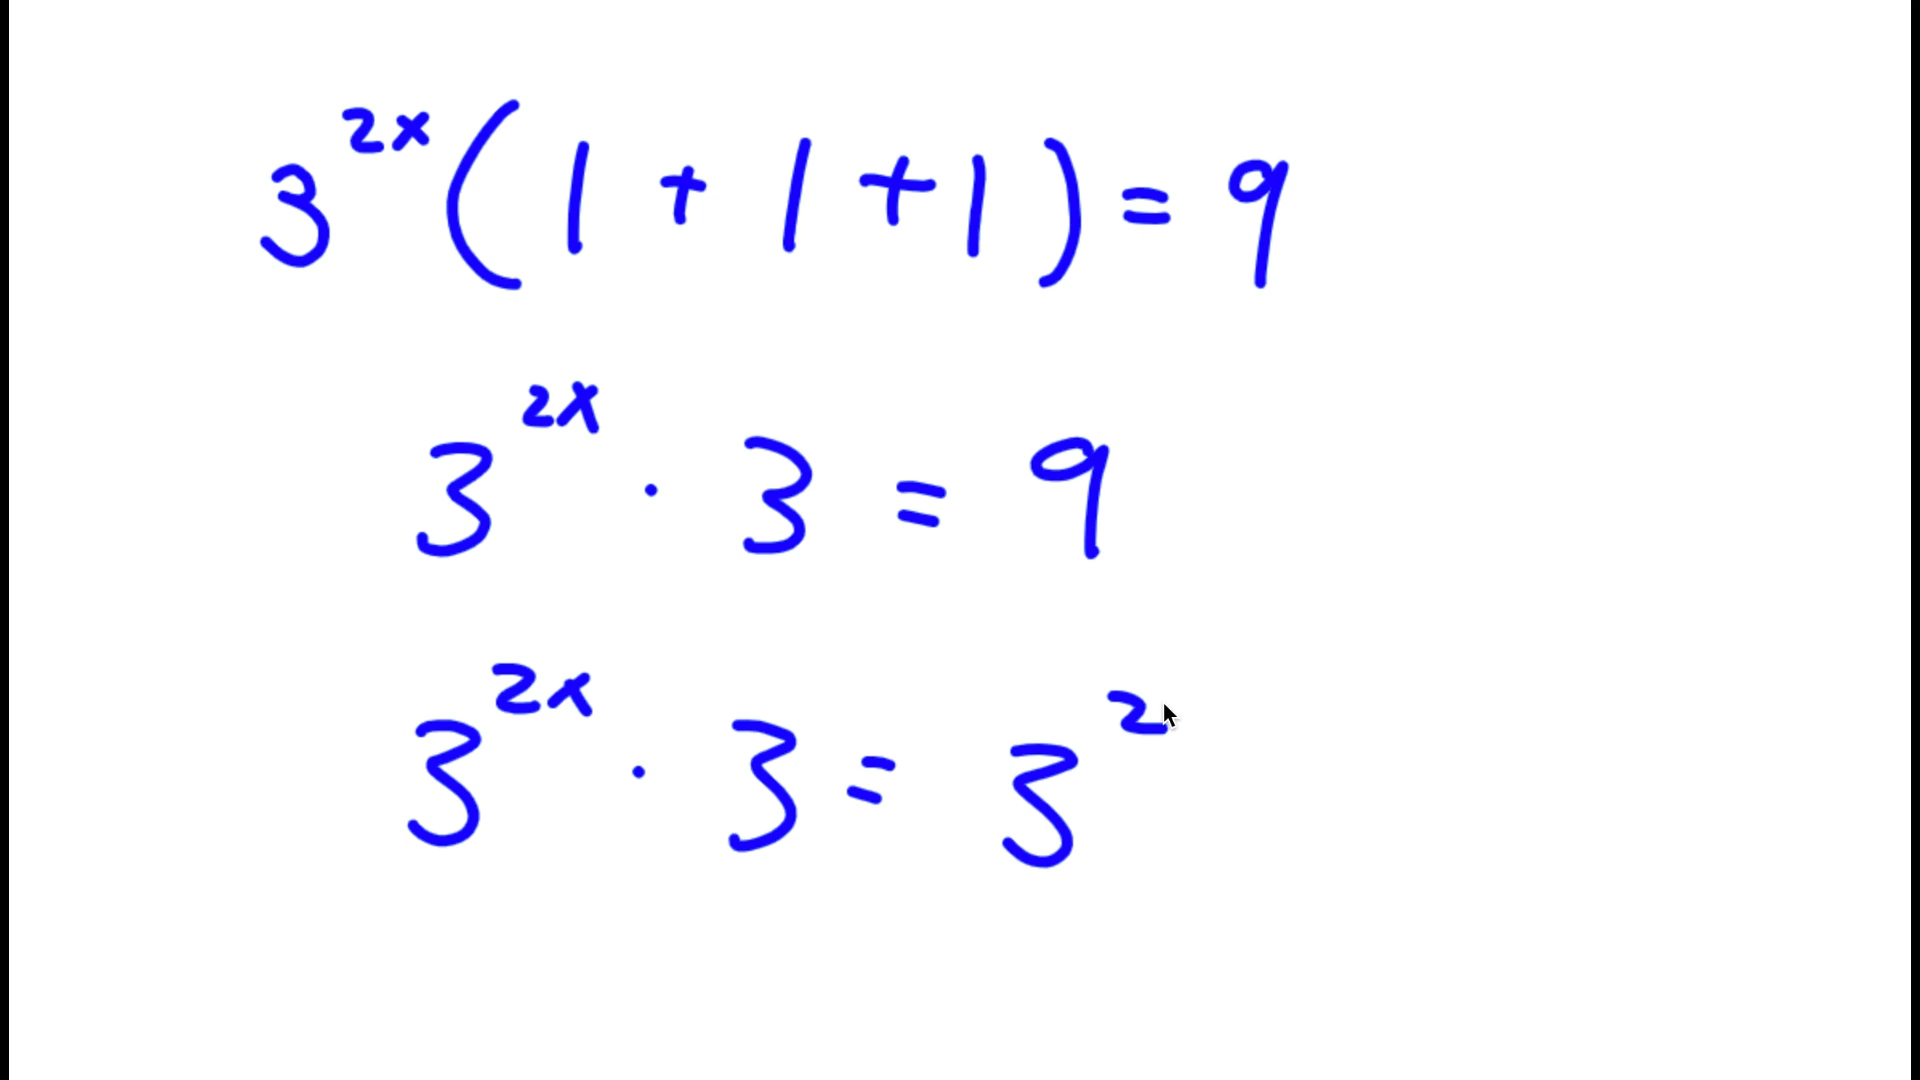 3^{2x}(1 + 1 + 1) = 9
3^{2x} · 3 = 9
3^{2x} · 3 = 3^{2}